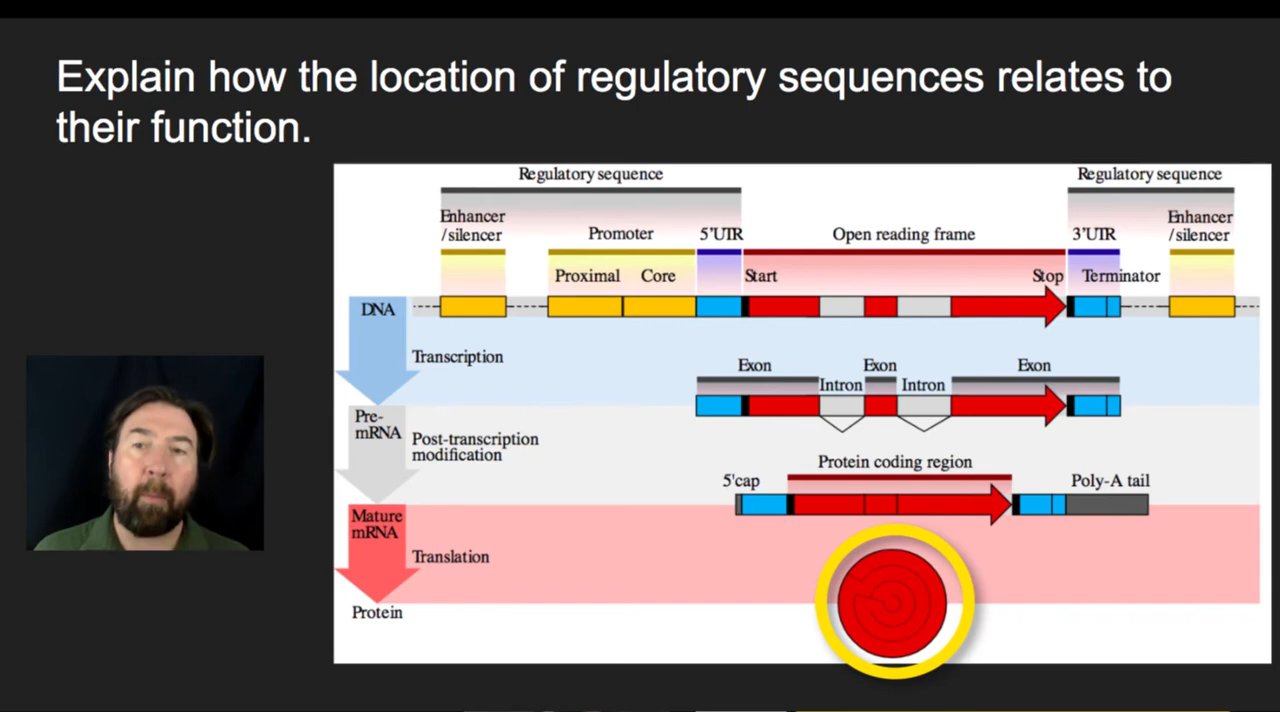 Explain how the location of regulatory sequences relates to
their function.
Regulatory sequence
Regulatory sequence
Enhancer
/silencer
Promoter
5'UTR
Open reading frame
3'UTR
Enhancer
/silencer
Proximal
Core
Start
Stop
Terminator
DNA
Transcription
Exon
Exon
Exon
Intron
Intron
Pre-
mRNA
Post-transcription
modification
Protein coding region
5'cap
Poly-A tail
Mature
mRNA
Translation
Protein